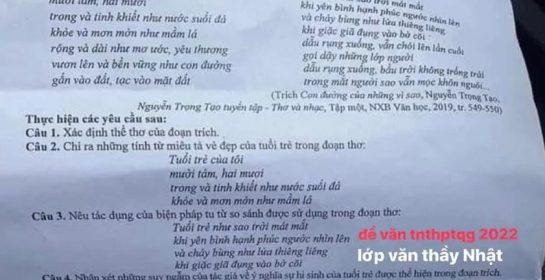 mười tám, hai mươi
trong và tinh khiết như nước suối đá
khỏe và mơn mởn như mầm lá
rộng và dài như mơ ước, yêu thương
vươn lên và bền vững như con đường
gắn vào đất, tạc vào mặt đất
sao trời mát mắt
khi yên bình hạnh phúc ngước nhìn lên
và cháy bùng như lửa thiêng liêng
khi giặc giã đụng vào bờ cõi
dẫu rụng xuống, vẫn chói lên lần cuối
gọi dậy những lớp người
dẫu rụng xuống, bầu trời không trống trải
trong mắt người sao vẫn mọc khôn nguôi...
(Trích Con đường của những vì sao, Nguyễn Trọng Tạo,
Nguyễn Trọng Tạo tuyển tập - Thơ và nhạc, Tập một, NXB Văn học, 2019, tr. 549-550)
Thực hiện các yêu cầu sau:
Câu 1. Xác định thể thơ của đoạn trích.
Câu 2. Chỉ ra những tính từ miêu tả vẻ đẹp của tuổi trẻ trong đoạn thơ:
Tuổi trẻ của tôi
mười tám, hai mươi
trong và tinh khiết như nước suối đá
khỏe và mơn mởn như mầm lá
Câu 3. Nêu tác dụng của biện pháp tu từ so sánh được sử dụng trong đoạn thơ:
Tuổi trẻ như sao trời mát mắt
khi yên bình hạnh phúc ngước nhìn lên
và cháy bùng như lửa thiêng liêng
khi giặc giã đụng vào bờ cõi
đề văn tnthptqg 2022
lớp văn thầy Nhật
Câu 4. Nhận xét những suy ngẫm của tác giả về ý nghĩa sự hi sinh của tuổi trẻ được thể hiện trong đoạn trích.